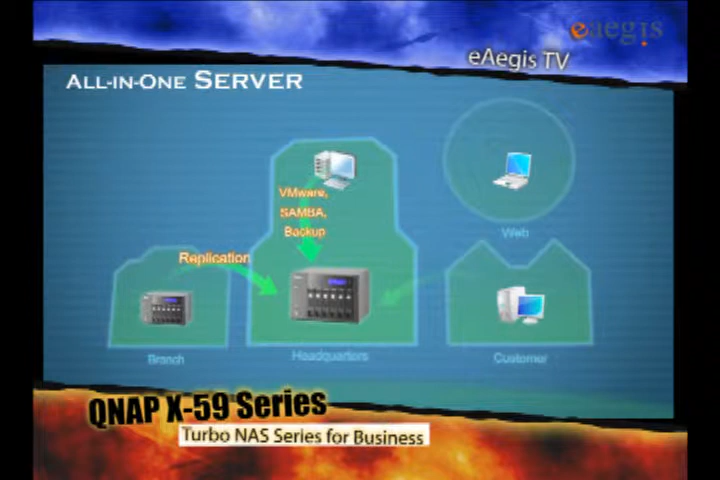 eaegis
eAegis TV
ALL-IN-ONE SERVER
VMware,
SAMBA,
Backup
Replication
Web
Branch
Headquarters
Customer
QNAP X-59 Series
Turbo NAS Series for Business